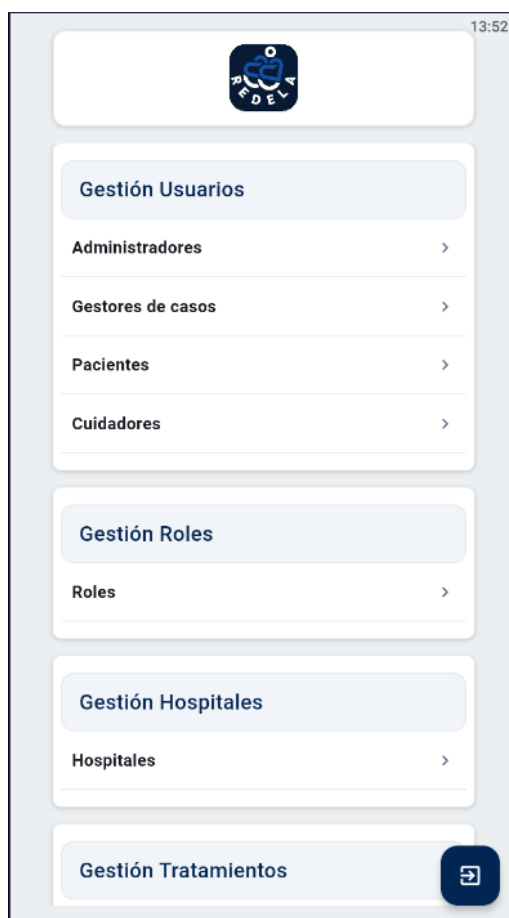 13:52
REDELA
Gestión Usuarios
Administradores
Gestores de casos
Pacientes
Cuidadores
Gestión Roles
Roles
Gestión Hospitales
Hospitales
Gestión Tratamientos